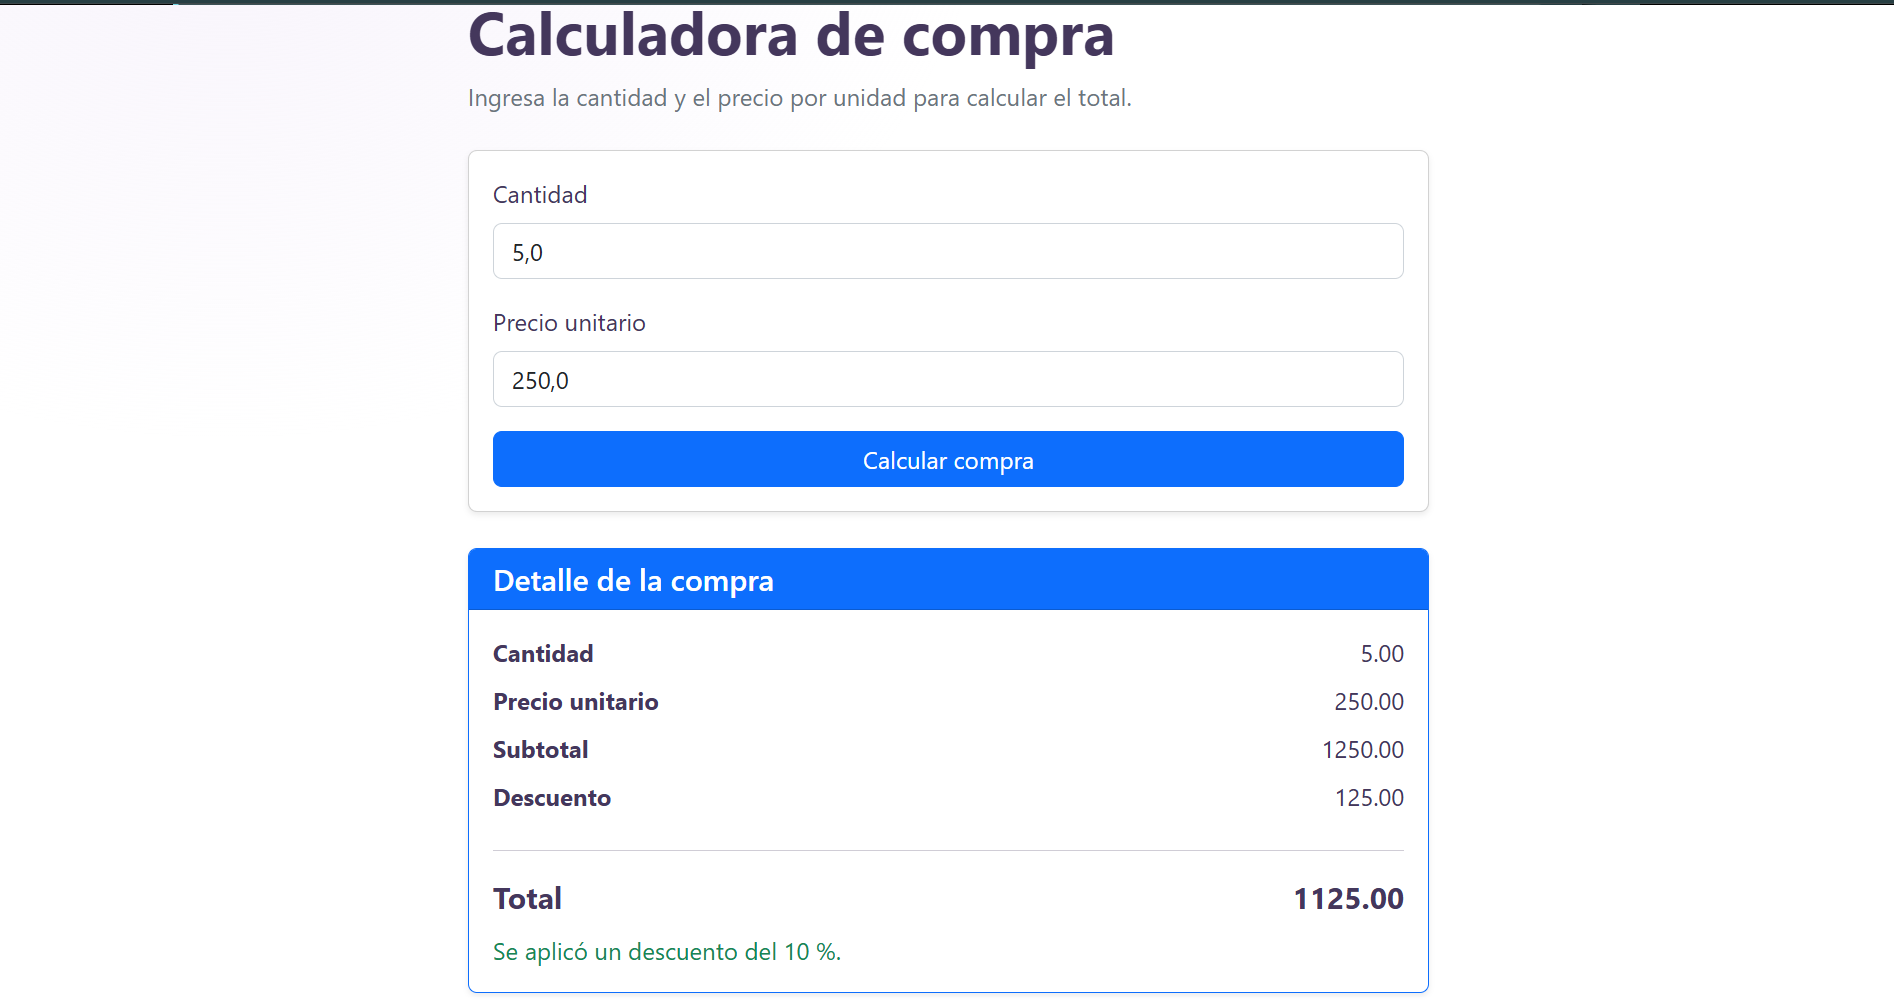 Calculadora de compra
Ingresa la cantidad y el precio por unidad para calcular el total.
Cantidad
5,0
Precio unitario
250,0
Calcular compra
Detalle de la compra
Cantidad 5.00
Precio unitario 250.00
Subtotal 1250.00
Descuento 125.00
Total 1125.00
Se aplicó un descuento del 10 %.